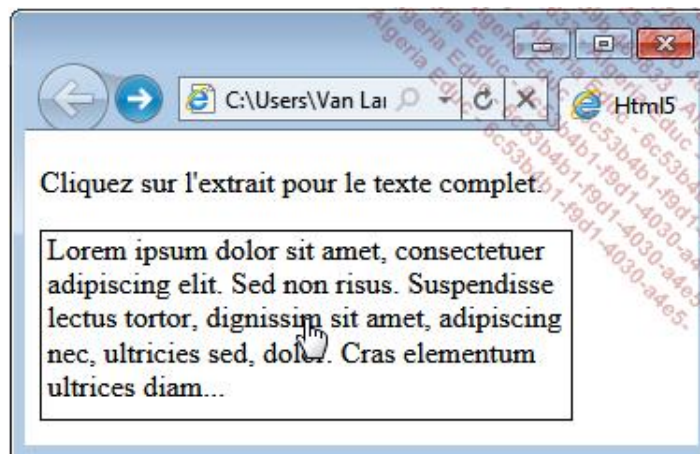 C:\Users\Van Lai
Html5
Cliquez sur l'extrait pour le texte complet.
Lorem ipsum dolor sit amet, consectetuer
adipiscing elit. Sed non risus. Suspendisse
lectus tortor, dignissim sit amet, adipiscing
nec, ultricies sed, dolor. Cras elementum
ultrices diam...